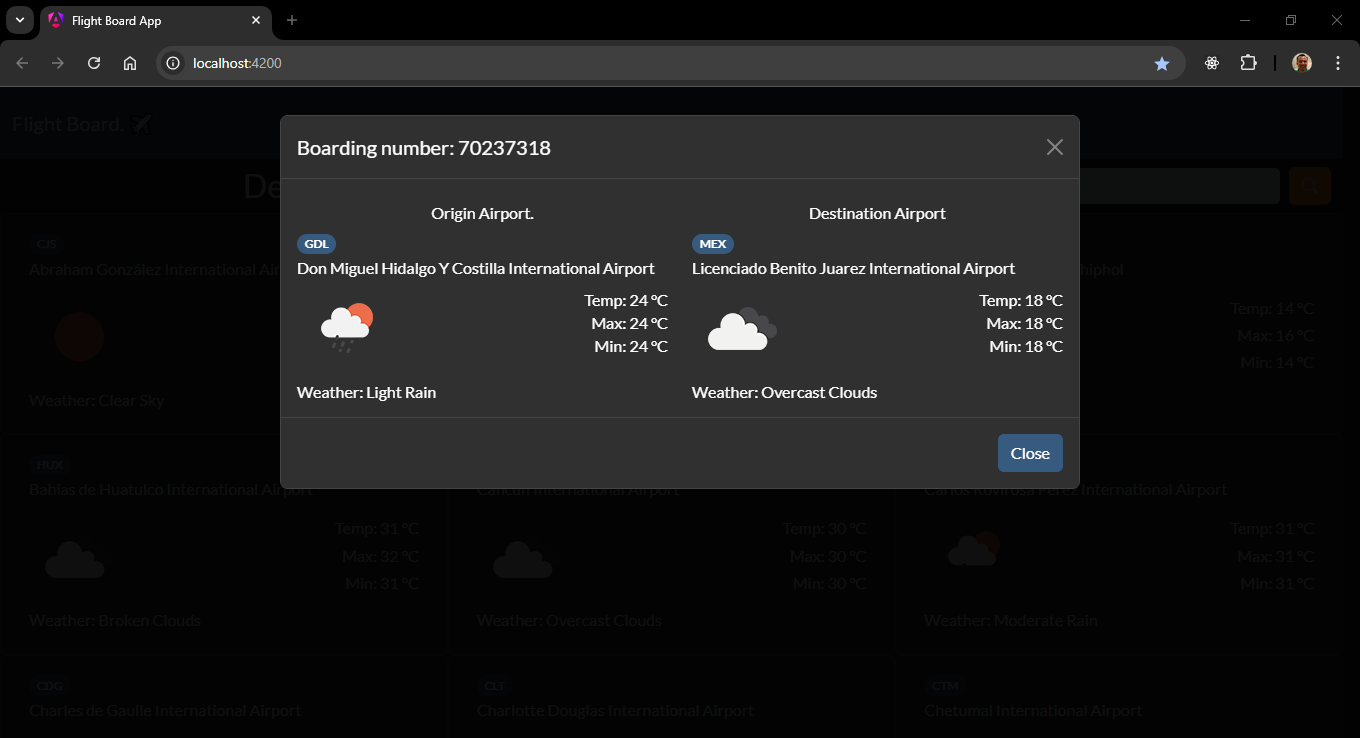 Flight Board App
localhost:4200
Flight Board.
De
Boarding number: 70237318
Origin Airport.
Destination Airport
GDL
MEX
Don Miguel Hidalgo Y Costilla International Airport
Licenciado Benito Juarez International Airport
Temp: 24 °C
Max: 24 °C
Min: 24 °C
Temp: 18 °C
Max: 18 °C
Min: 18 °C
Weather: Light Rain
Weather: Overcast Clouds
Close
CJS
Abraham González International Air
Weather: Clear Sky
Temp: 14 °C
Max: 16 °C
Min: 14 °C
HUX
Bahías de Huatulco International Airport
Temp: 31 °C
Max: 32 °C
Min: 31 °C
Weather: Broken Clouds
Cancún International Airport
Temp: 30 °C
Max: 30 °C
Min: 30 °C
Weather: Overcast Clouds
Carlos Rovirosa Pérez International Airport
Temp: 31 °C
Max: 31 °C
Min: 31 °C
Weather: Moderate Rain
CDG
Charles de Gaulle International Airport
CLT
Charlotte Douglas International Airport
CTM
Chetumal International Airport